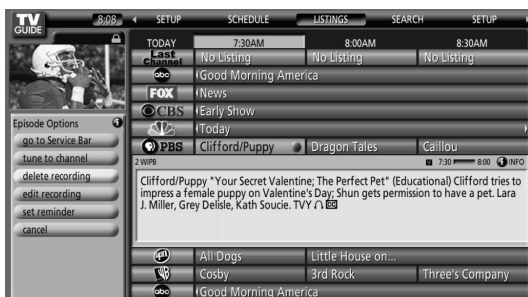 TV GUIDE
8:08
SETUP SCHEDULE LISTINGS SEARCH SETUP
TODAY 7:30AM 8:00AM 8:30AM
Last Channel No Listing No Listing No Listing
abc Good Morning America
FOX News
CBS Early Show
Today
PBS Clifford/Puppy Dragon Tales Caillou
Episode Options
go to Service Bar
tune to channel
delete recording
edit recording
set reminder
cancel
2 WIPB 7:30 8:00 INFO
Clifford/Puppy "Your Secret Valentine; The Perfect Pet" (Educational) Clifford tries to
impress a female puppy on Valentine's Day; Shun gets permission to have a pet. Lara
J. Miller, Grey Delisle, Kath Soucie. TVY CC
UPN All Dogs Little House on...
WB Cosby 3rd Rock Three's Company
abc Good Morning America